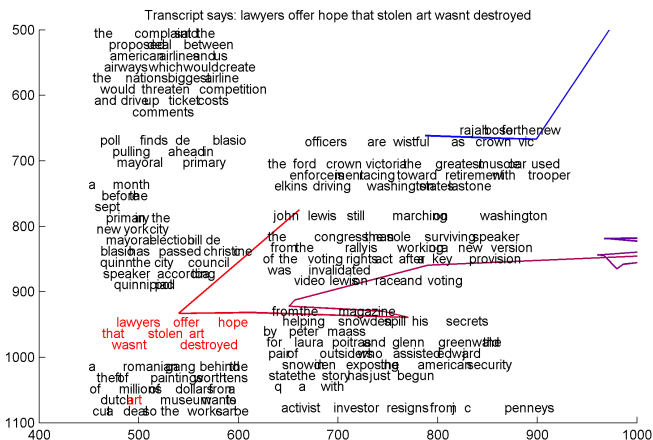 Transcript says: lawyers offer hope that stolen art wasnt destroyed
500
600
700
800
900
1000
1100
400
500
600
700
800
900
1000
the complaint said the
proposed deal between
american airlines and us
airways which would create
the nations biggest airline
would threaten competition
and drive up ticket costs
comments
poll finds de blasio
pulling ahead in
mayoral primary
a month
before the
sept
primary in the
new york city
mayoral election bill de
blasio has passed christine
quinn the city council
speaker according to a
quinnipiac poll
lawyers offer hope
that stolen art
wasnt destroyed
a romanian gang behind the
theft of paintings worth tens
of millions of dollars from a
dutch art museum wants to
cut a deal so the works can be
rajah boss for the new
officers are wistful as crown vic
the ford crown victoria the greatest muscle car used
enforcement is nearing racing toward retirement with trooper
elkins driving washington states last one
john lewis still marching on washington
the congressman the sole surviving speaker
from the rally is working on a new version
of the voting rights act after a key provision
was invalidated
video lewis on race and voting
from the magazine
helping snowden spill his secrets
by peter maass
for laura poitras and glenn greenwald the
pair of outsiders who assisted edward
snowden in exposing the american security
state the story has just begun
q a with
activist investor resigns from j c penneys